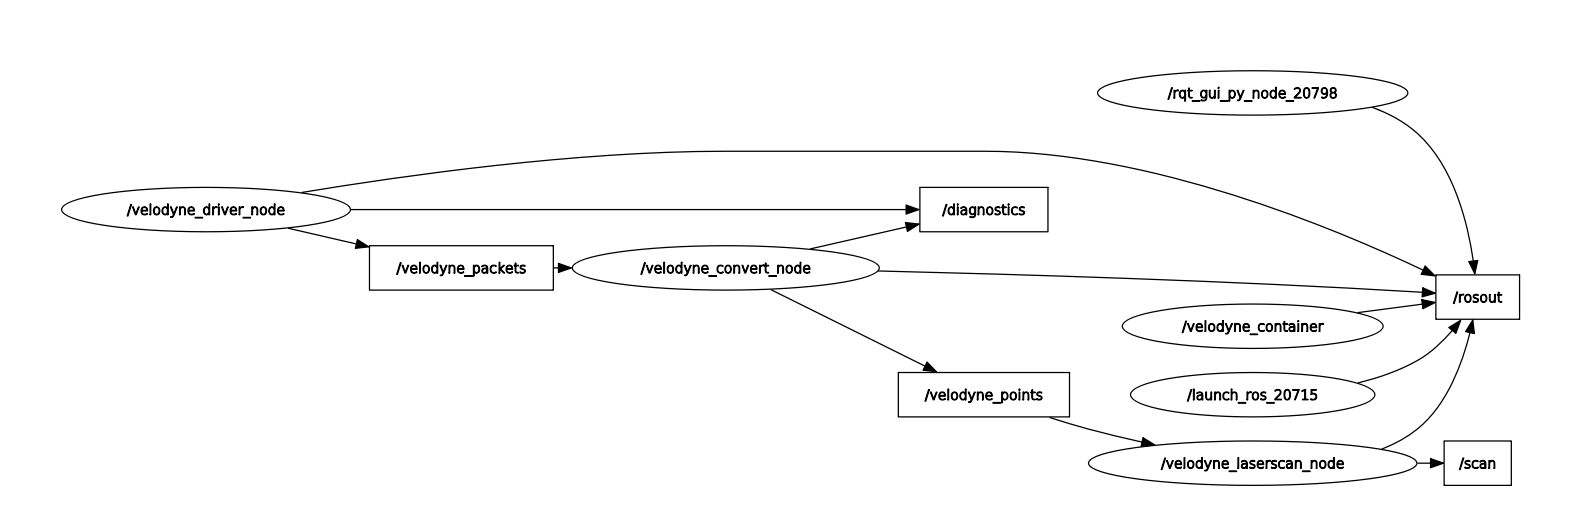 /rqt_gui_py_node_20798
/velodyne_driver_node
/diagnostics
/velodyne_packets
/velodyne_convert_node
/rosout
/velodyne_container
/velodyne_points
/launch_ros_20715
/velodyne_laserscan_node
/scan